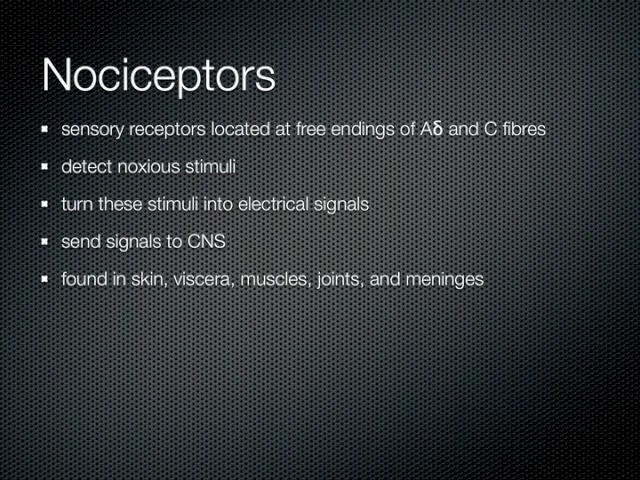 Nociceptors
sensory receptors located at free endings of Aδ and C fibres
detect noxious stimuli
turn these stimuli into electrical signals
send signals to CNS
found in skin, viscera, muscles, joints, and meninges